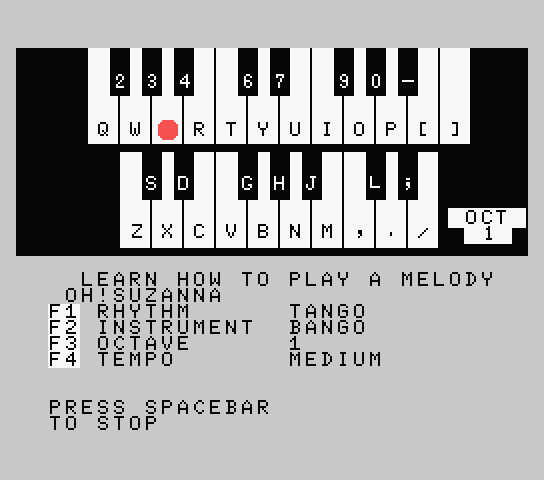 2 3 4 6 7 9 0 -
Q W R T Y U I O P [ ]
S D G H J L ;
Z X C V B N M , . /
OCT
1
LEARN HOW TO PLAY A MELODY
OH!SUZANNA
F1 RHYTHM TANGO
F2 INSTRUMENT BANGO
F3 OCTAVE 1
F4 TEMPO MEDIUM
PRESS SPACEBAR
TO STOP